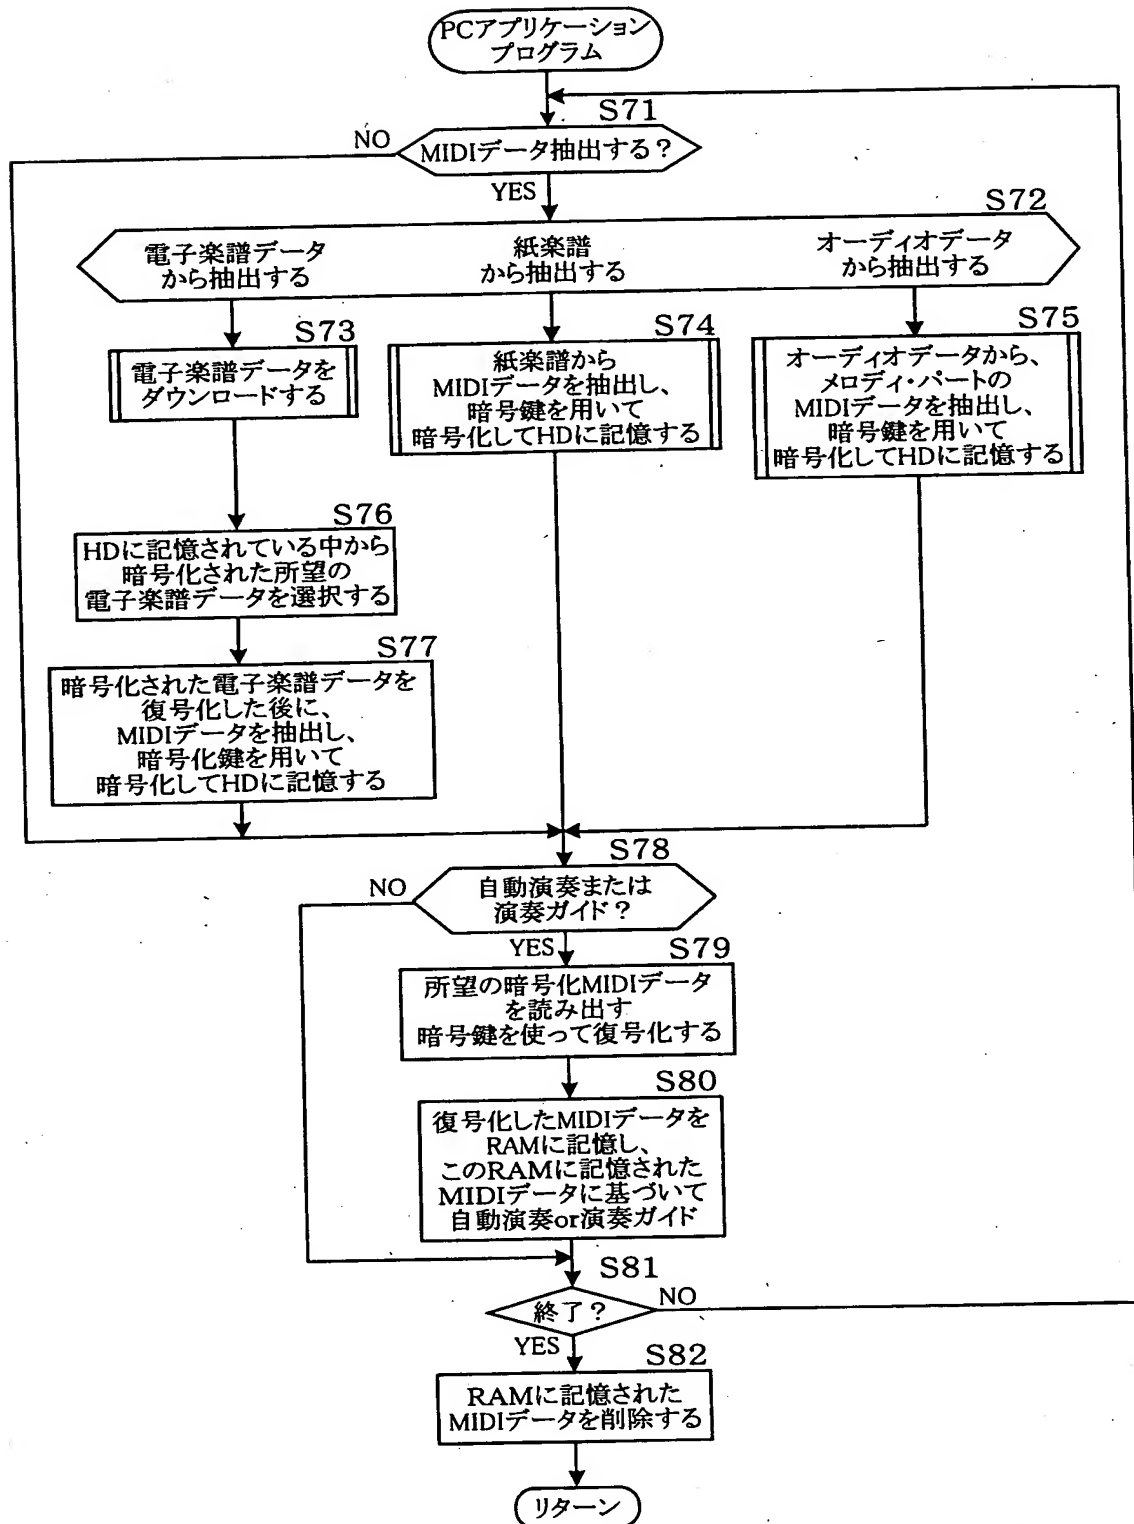 PCアプリケーション
プログラム
S71
NO
MIDIデータ抽出する？
YES
S72
電子楽譜データ
から抽出する
紙楽譜
から抽出する
オーディオデータ
から抽出する
S73
電子楽譜データを
ダウンロードする
S74
紙楽譜から
MIDIデータを抽出し、
暗号鍵を用いて
暗号化してHDに記憶する
S75
オーディオデータから、
メロディ・パートの
MIDIデータを抽出し、
暗号鍵を用いて
暗号化してHDに記憶する
S76
HDに記憶されている中から
暗号化された所望の
電子楽譜データを選択する
S77
暗号化された電子楽譜データを
復号化した後に、
MIDIデータを抽出し、
暗号化鍵を用いて
暗号化してHDに記憶する
S78
NO
自動演奏または
演奏ガイド？
YES
S79
所望の暗号化MIDIデータ
を読み出す
暗号鍵を使って復号化する
S80
復号化したMIDIデータを
RAMに記憶し、
このRAMに記憶された
MIDIデータに基づいて
自動演奏or演奏ガイド
S81
終了？
NO
YES
S82
RAMに記憶された
MIDIデータを削除する
リターン